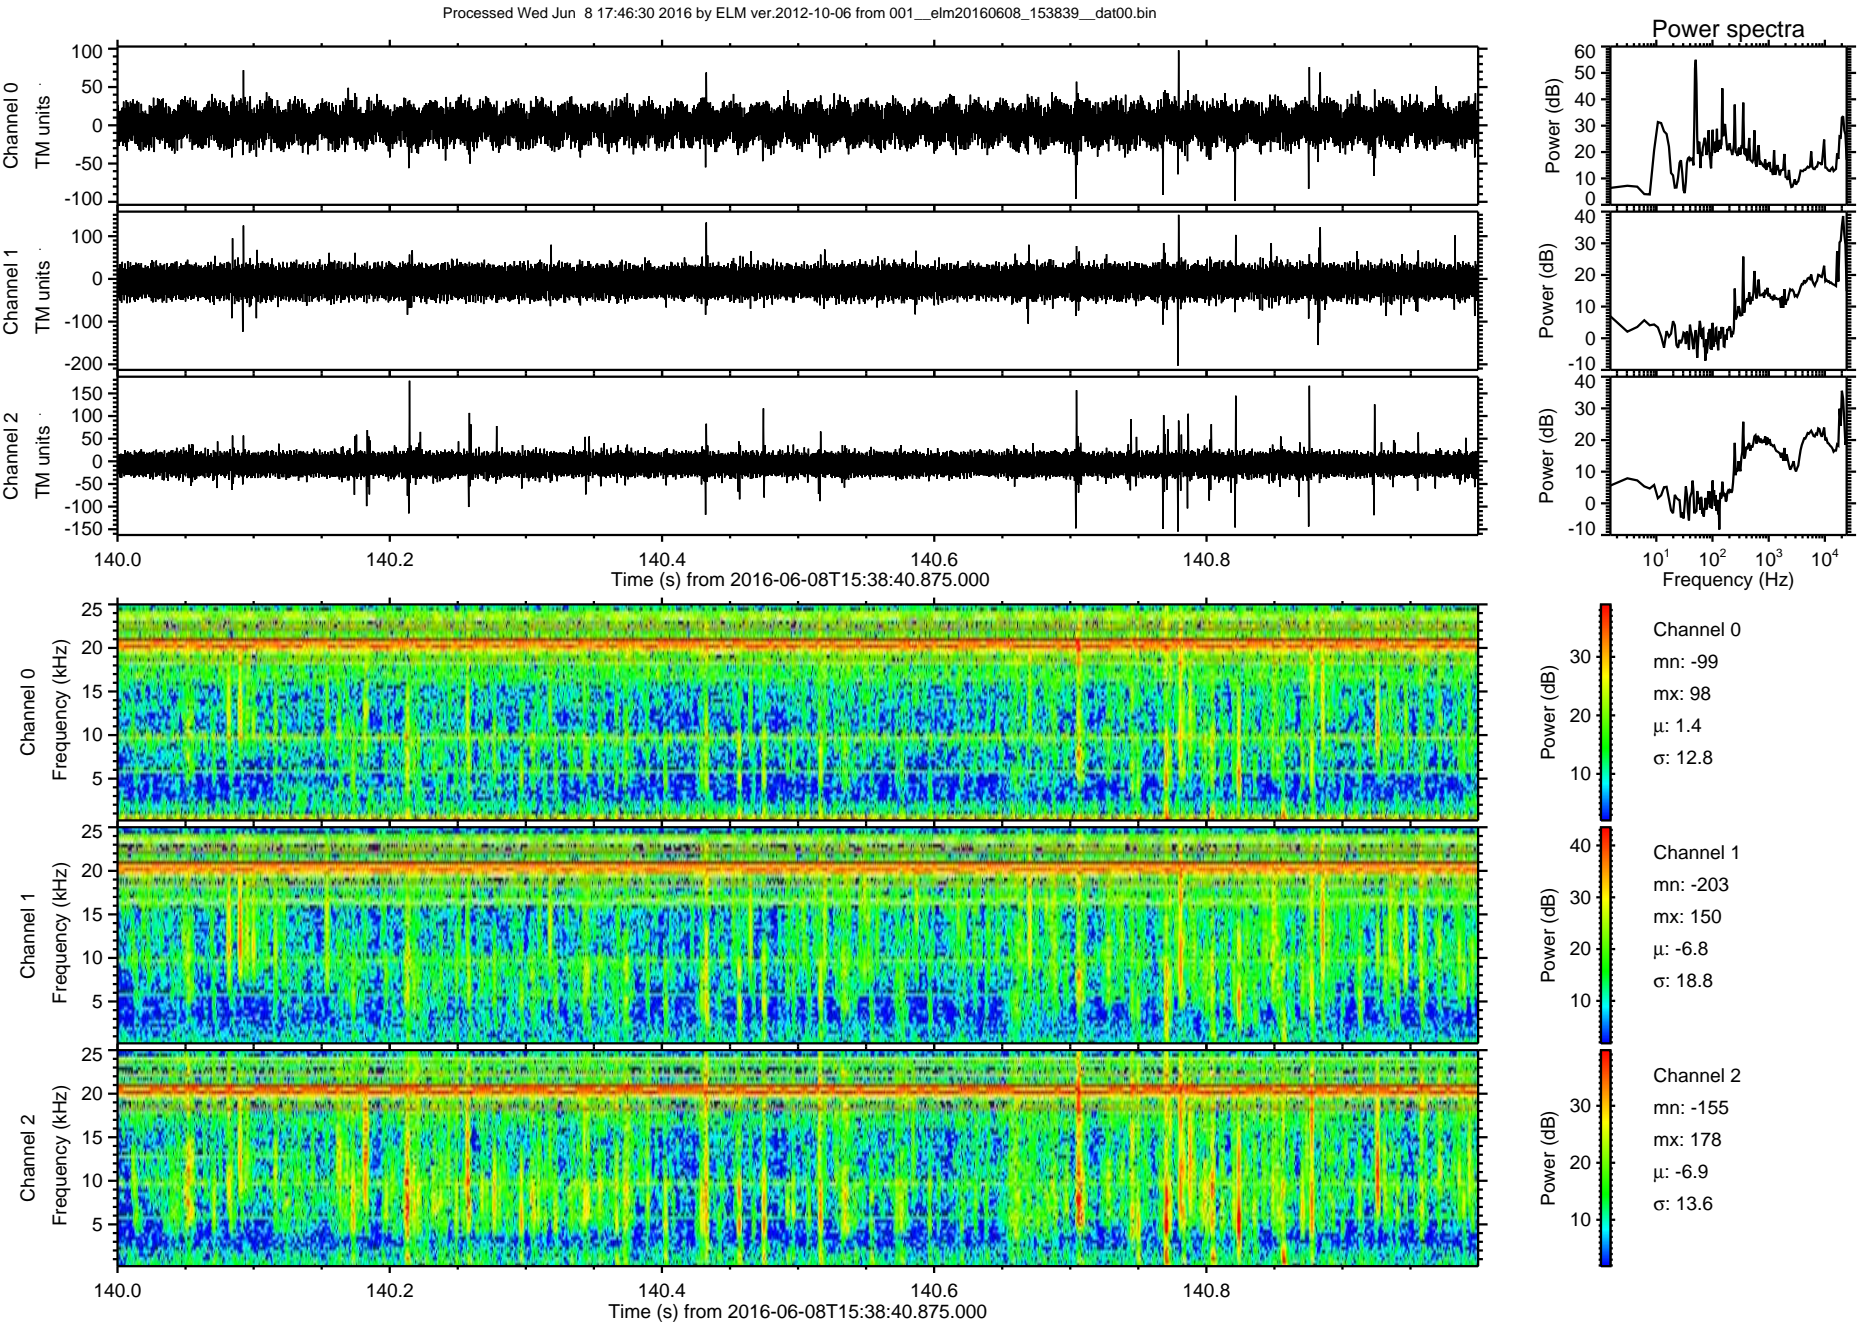 Processed Wed Jun  8 17:46:30 2016 by ELM ver.2012-10-06 from 001__elm20160608_153839__dat00.bin
Power spectra
Channel 0
TM units
100
50
0
-50
-100
Power (dB)
60
50
40
30
20
10
0
Channel 1
TM units
100
0
-100
-200
Power (dB)
40
30
20
10
0
-10
Channel 2
TM units
150
100
50
0
-50
-100
-150
Power (dB)
40
30
20
10
0
-10
140.0 140.2 140.4 140.6 140.8
Time (s) from 2016-06-08T15:38:40.875.000
10¹ 10² 10³ 10⁴
Frequency (Hz)
Channel 0
Frequency (kHz)
25
20
15
10
5
Power (dB)
30
20
10
Channel 0
mn: -99
mx: 98
μ: 1.4
σ: 12.8
Channel 1
Frequency (kHz)
25
20
15
10
5
Power (dB)
40
30
20
10
Channel 1
mn: -203
mx: 150
μ: -6.8
σ: 18.8
Channel 2
Frequency (kHz)
25
20
15
10
5
Power (dB)
30
20
10
Channel 2
mn: -155
mx: 178
μ: -6.9
σ: 13.6
140.0 140.2 140.4 140.6 140.8
Time (s) from 2016-06-08T15:38:40.875.000